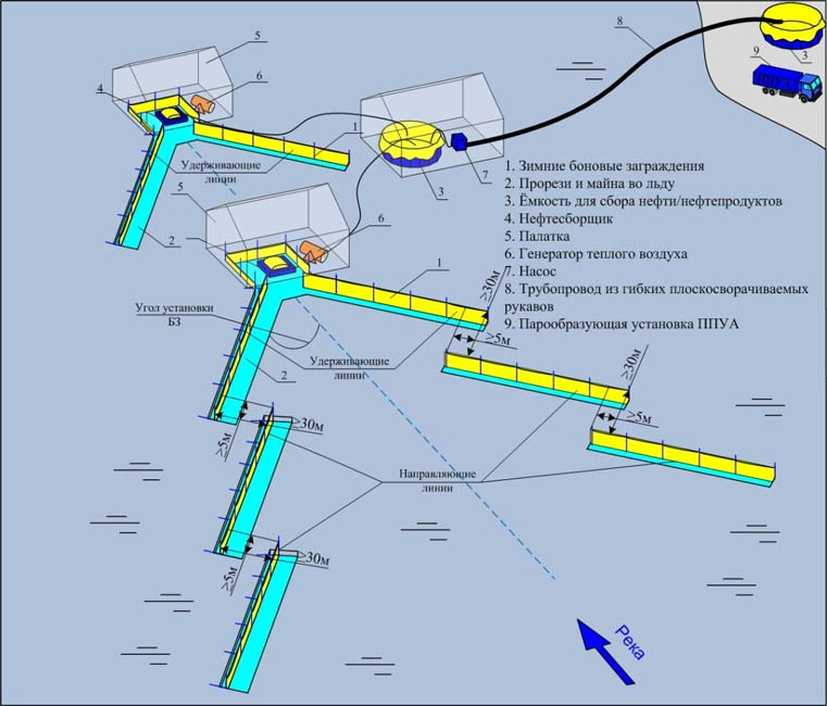 8
5
9
3
6
4
1
Удерживающие
линии
7
5
3
6
2
1. Зимние боновые заграждения
2. Прорези и майна во льду
3. Ёмкость для сбора нефти/нефтепродуктов
4. Нефтесборщик
5. Палатка
6. Генератор теплого воздуха
7. Насос
8. Трубопровод из гибких плоскосворачиваемых
рукавов
9. Парообразующая установка ППУА
1
≥30м
Угол установки
БЗ
≥5м
Удерживающие
линии
≥30м
2
≥5м
≥30м
≥5м
Направляющие
линии
≥30м
≥5м
Река